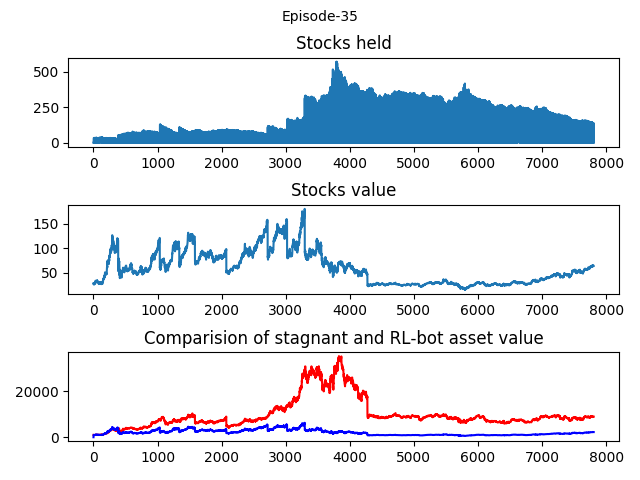 Episode-35
Stocks held
500
250
0
0 1000 2000 3000 4000 5000 6000 7000 8000
Stocks value
150
100
50
0 1000 2000 3000 4000 5000 6000 7000 8000
Comparision of stagnant and RL-bot asset value
20000
0
0 1000 2000 3000 4000 5000 6000 7000 8000